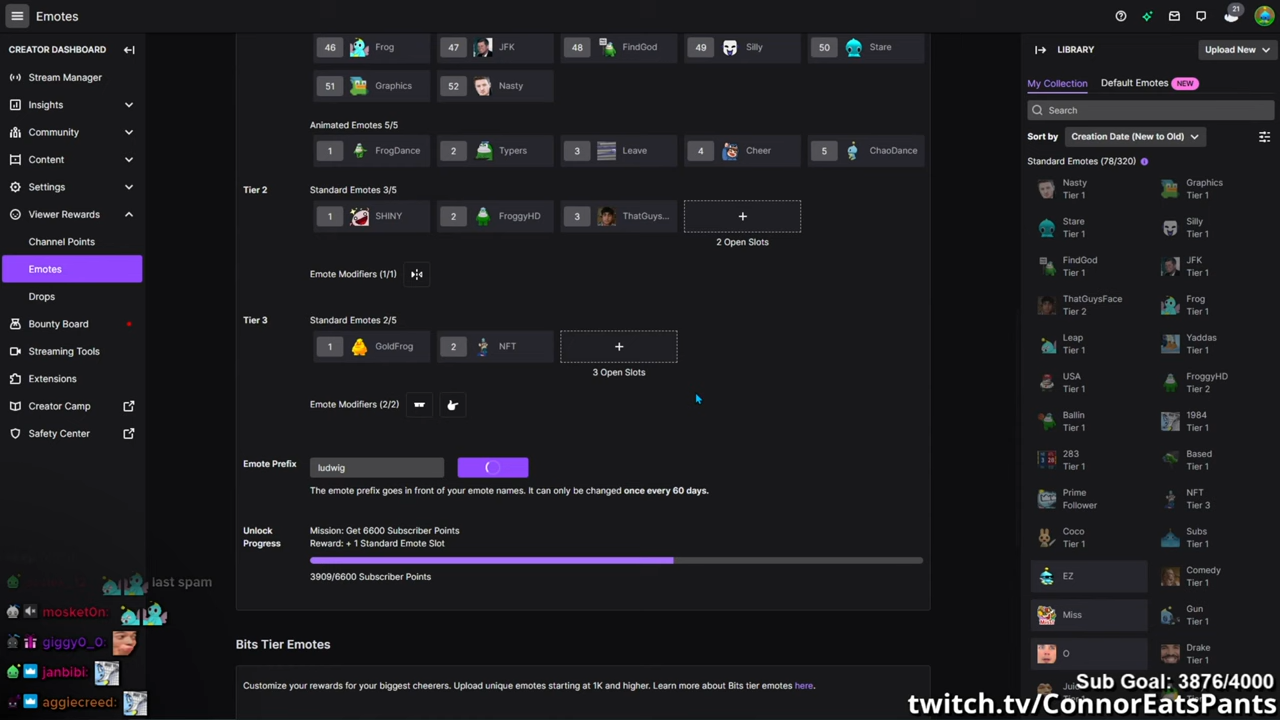 Emotes
21
CREATOR DASHBOARD
Stream Manager
Insights
Community
Content
Settings
Viewer Rewards
Channel Points
Emotes
Drops
Bounty Board
Streaming Tools
Extensions
Creator Camp
Safety Center
46 Frog 47 JFK 48 FindGod 49 Silly 50 Stare
51 Graphics 52 Nasty
Animated Emotes 5/5
1 FrogDance 2 Typers 3 Leave 4 Cheer 5 ChaoDance
Tier 2 Standard Emotes 3/5
1 SHINY 2 FroggyHD 3 ThatGuys... +
2 Open Slots
Emote Modifiers (1/1)
Tier 3 Standard Emotes 2/5
1 GoldFrog 2 NFT +
3 Open Slots
Emote Modifiers (2/2)
Emote Prefix ludwig
The emote prefix goes in front of your emote names. It can only be changed once every 60 days.
Unlock Progress
Mission: Get 6600 Subscriber Points
Reward: + 1 Standard Emote Slot
3909/6600 Subscriber Points
Bits Tier Emotes
Customize your rewards for your biggest cheerers. Upload unique emotes starting at 1K and higher. Learn more about Bits tier emotes here.
LIBRARY Upload New
My Collection Default Emotes NEW
Search
Sort by Creation Date (New to Old)
Standard Emotes (78/320)
Nasty Graphics
Tier 1 Tier 1
Stare Silly
Tier 1 Tier 1
FindGod JFK
Tier 1 Tier 1
ThatGuysFace Frog
Tier 2 Tier 1
Leap Yaddas
Tier 1 Tier 1
USA FroggyHD
Tier 1 Tier 2
Ballin 1984
Tier 1 Tier 1
283 Based
Tier 1 Tier 1
Prime NFT
Follower Tier 3
Coco Subs
Tier 1 Tier 1
EZ Comedy
Tier 1
Miss Gun
Tier 1
O Drake
Tier 1
last spam
mosket0n:
giggy0_0:
janbibi:
aggiecreed:
Sub Goal: 3876/4000
twitch.tv/ConnorEatsPants